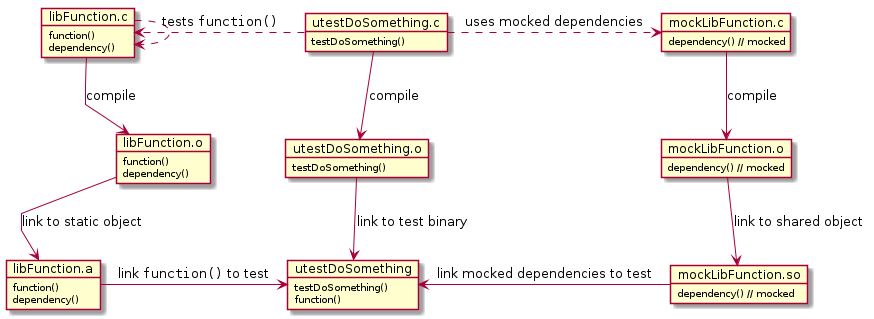 libFunction.c
function()
dependency()
tests function()
utestDoSomething.c
testDoSomething()
uses mocked dependencies
mockLibFunction.c
dependency() // mocked
compile
compile
compile
libFunction.o
function()
dependency()
utestDoSomething.o
testDoSomething()
mockLibFunction.o
dependency() // mocked
link to static object
link to test binary
link to shared object
libFunction.a
function()
dependency()
link function() to test
utestDoSomething
testDoSomething()
function()
link mocked dependencies to test
mockLibFunction.so
dependency() // mocked